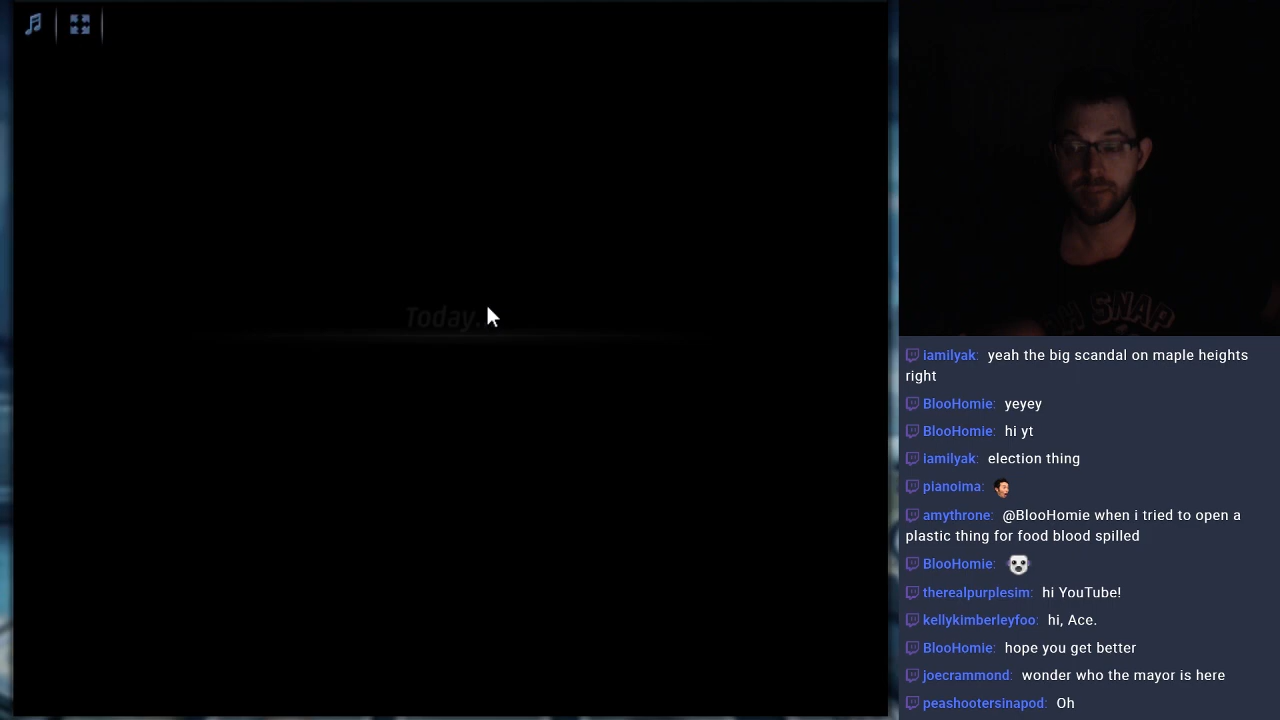 Today.
OH SNAP
iamilyak: yeah the big scandal on maple heights
right
BlooHomie: yeyey
BlooHomie: hi yt
iamilyak: election thing
pianoima:
amythrone: @BlooHomie when i tried to open a
plastic thing for food blood spilled
BlooHomie:
therealpurplesim: hi YouTube!
kellykimberleyfoo: hi, Ace.
BlooHomie: hope you get better
joecrammond: wonder who the mayor is here
peashootersinapod: Oh